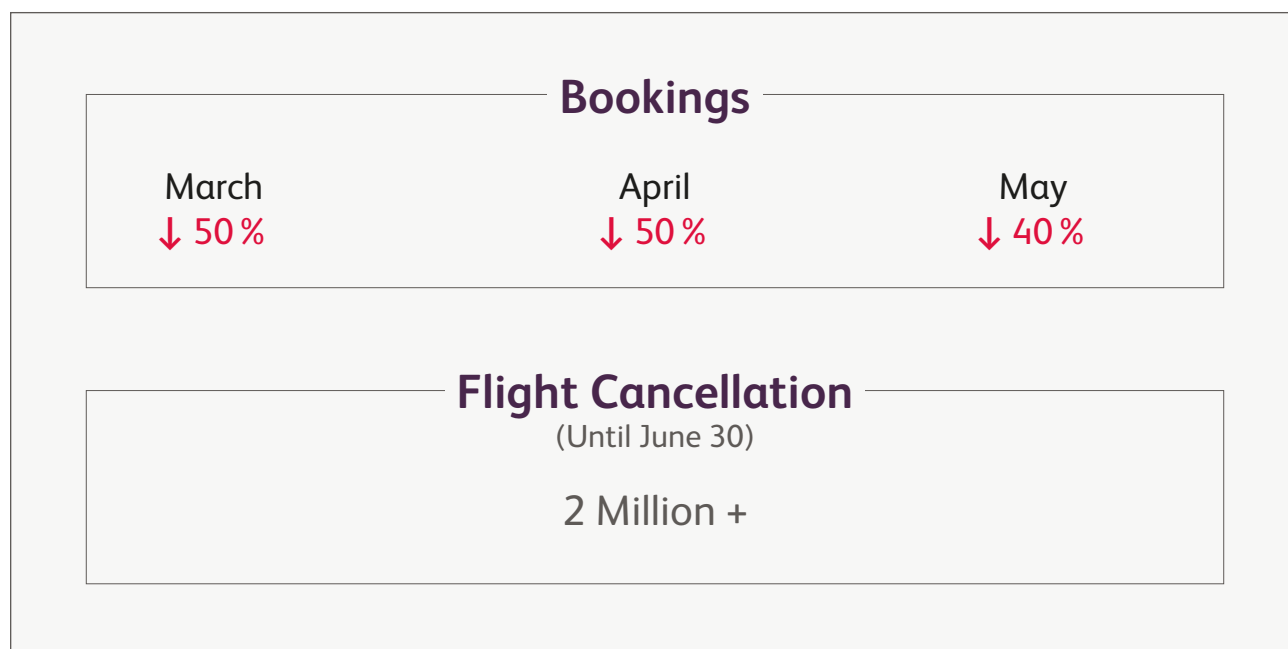 Bookings
March April May
↓ 50 % ↓ 50 % ↓ 40 %
Flight Cancellation
(Until June 30)
2 Million +